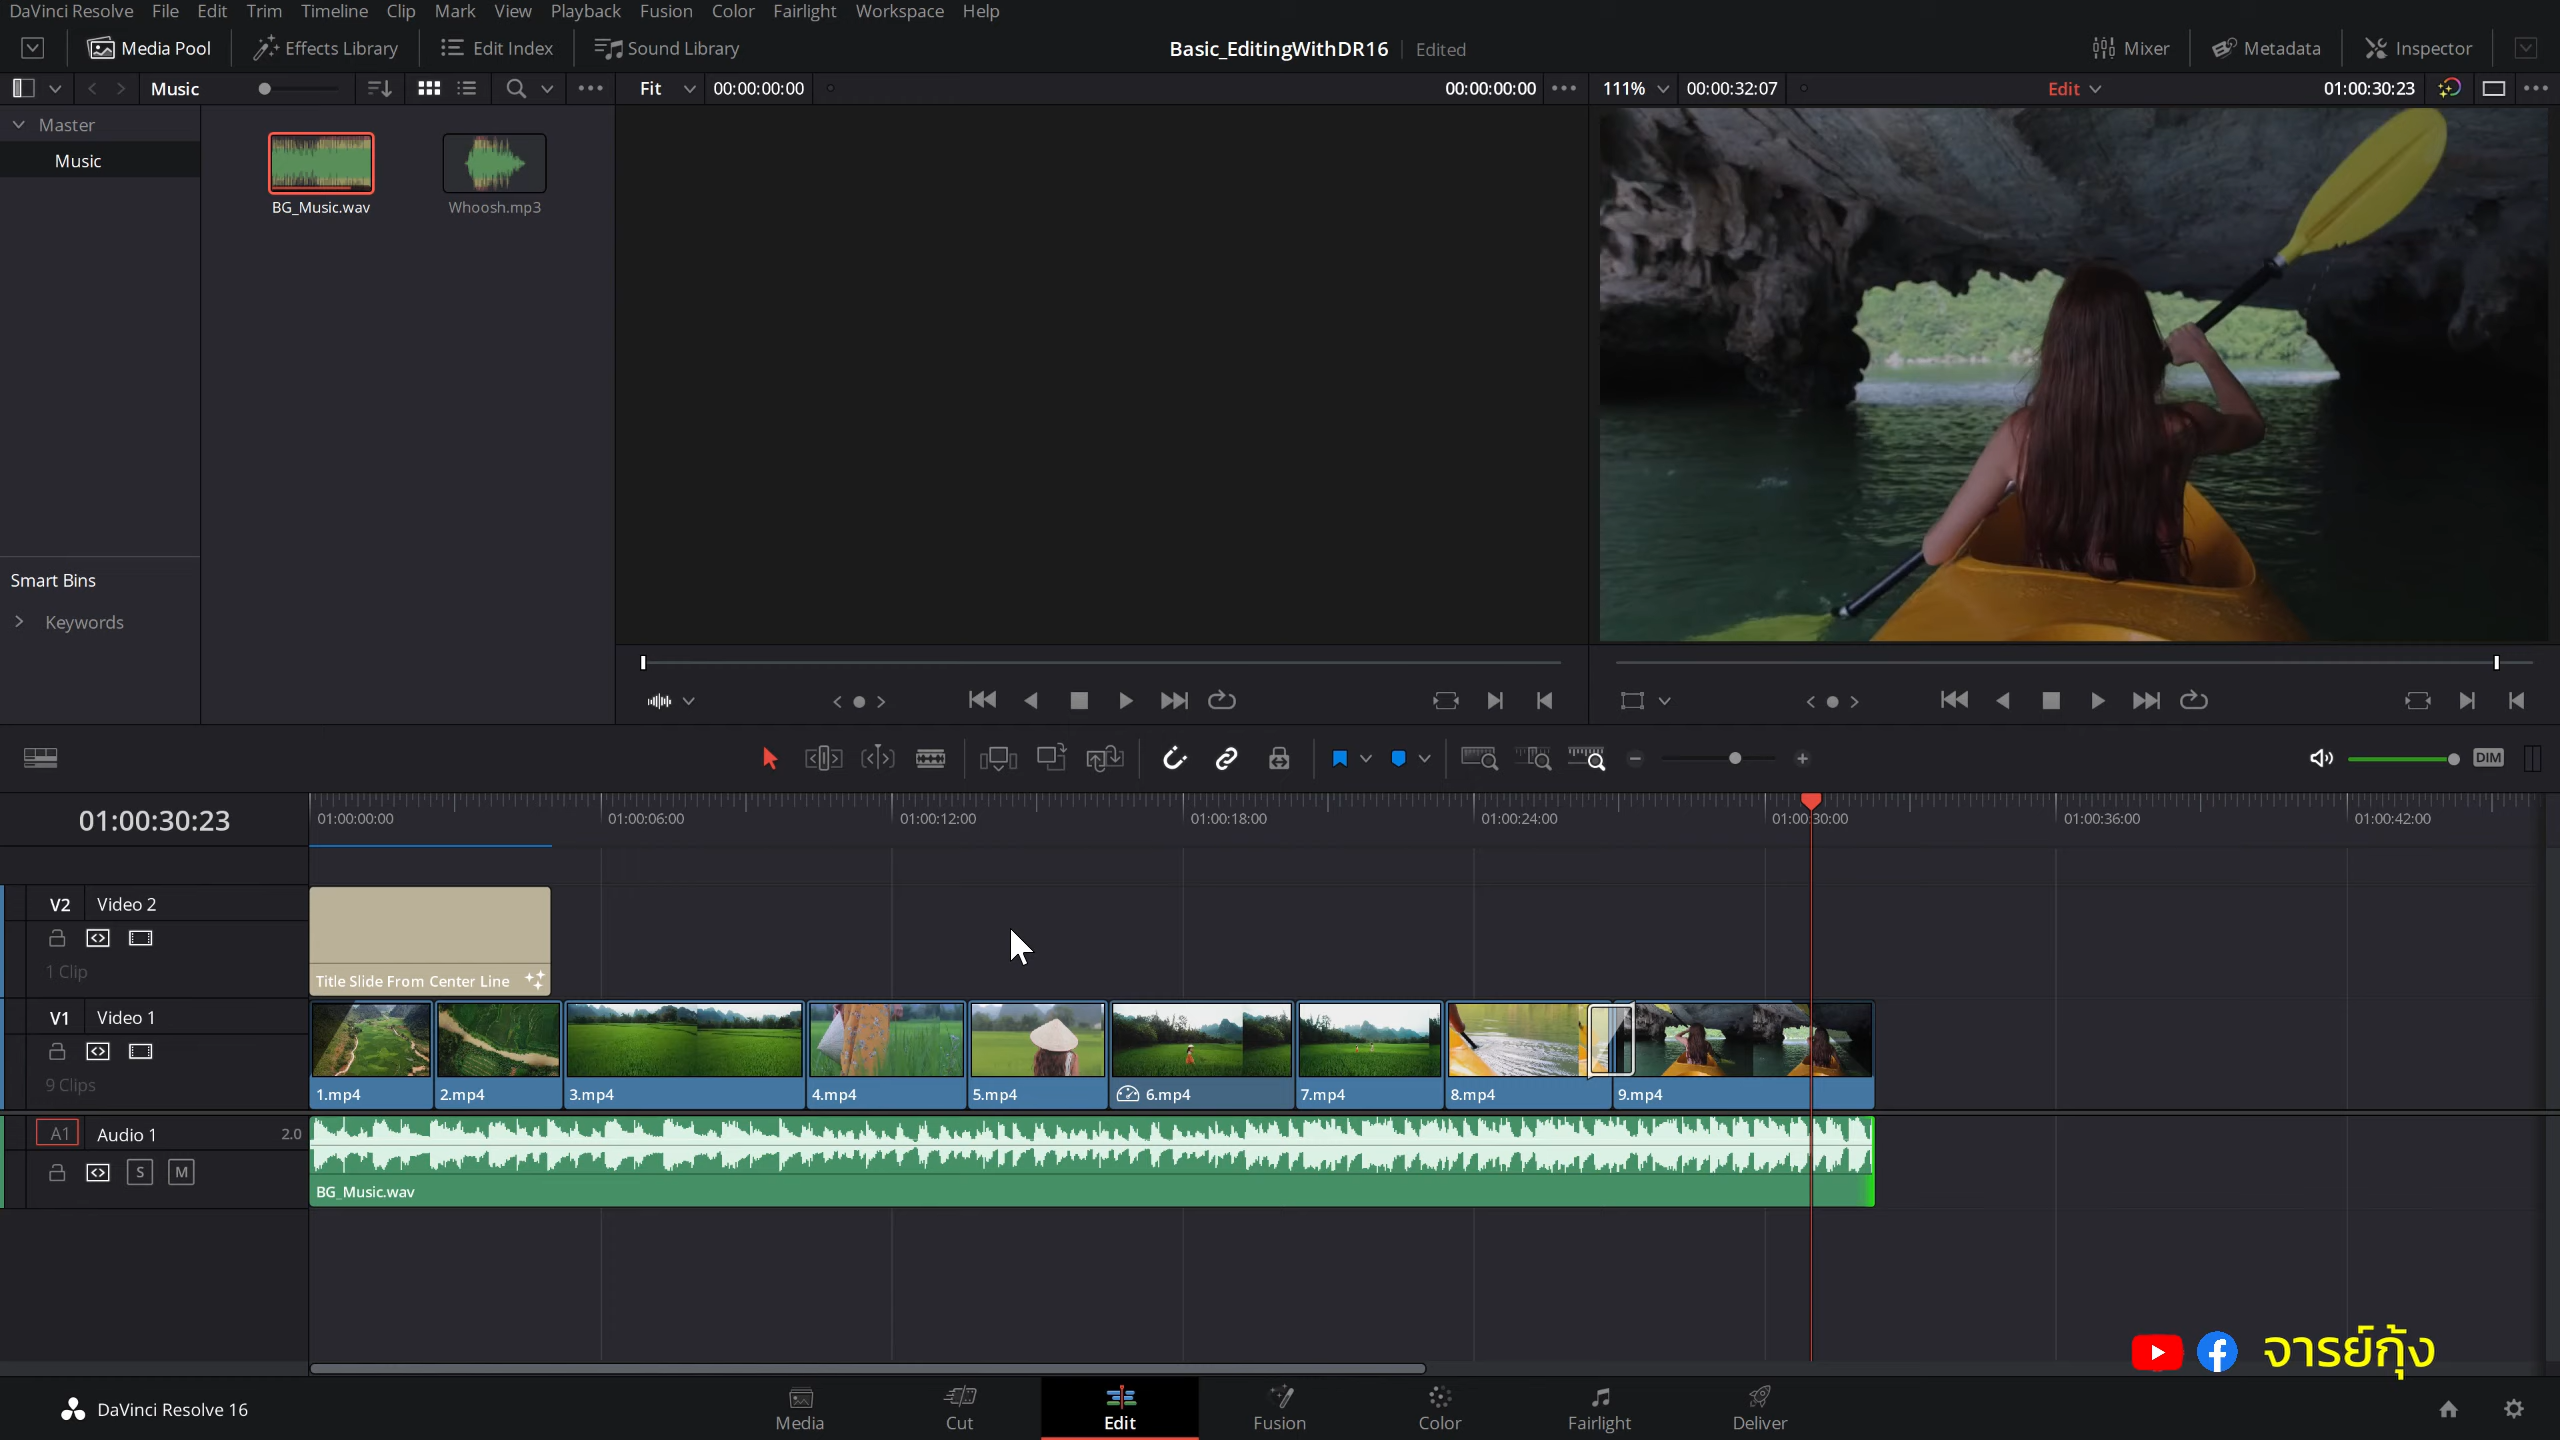 DaVinci Resolve File Edit Trim Timeline Clip Mark View Playback Fusion Color Fairlight Workspace Help
Media Pool Effects Library Edit Index Sound Library Basic_EditingWithDR16 Edited Mixer Metadata Inspector
Music Fit 00:00:00:00 00:00:00:00 111% 00:00:32:07 Edit 01:00:30:23
Master
Music
BG_Music.wav Whoosh.mp3
Smart Bins
Keywords
DIM
01:00:30:23 01:00:00:00 01:00:06:00 01:00:12:00 01:00:18:00 01:00:24:00 01:00:30:00 01:00:36:00 01:00:42:00
V2 Video 2
1 Clip
Title Slide From Center Line
V1 Video 1
9 Clips
1.mp4 2.mp4 3.mp4 4.mp4 5.mp4 6.mp4 7.mp4 8.mp4 9.mp4
A1 Audio 1 2.0
S M
BG_Music.wav
จารย์กุ้ง
DaVinci Resolve 16
Media Cut Edit Fusion Color Fairlight Deliver